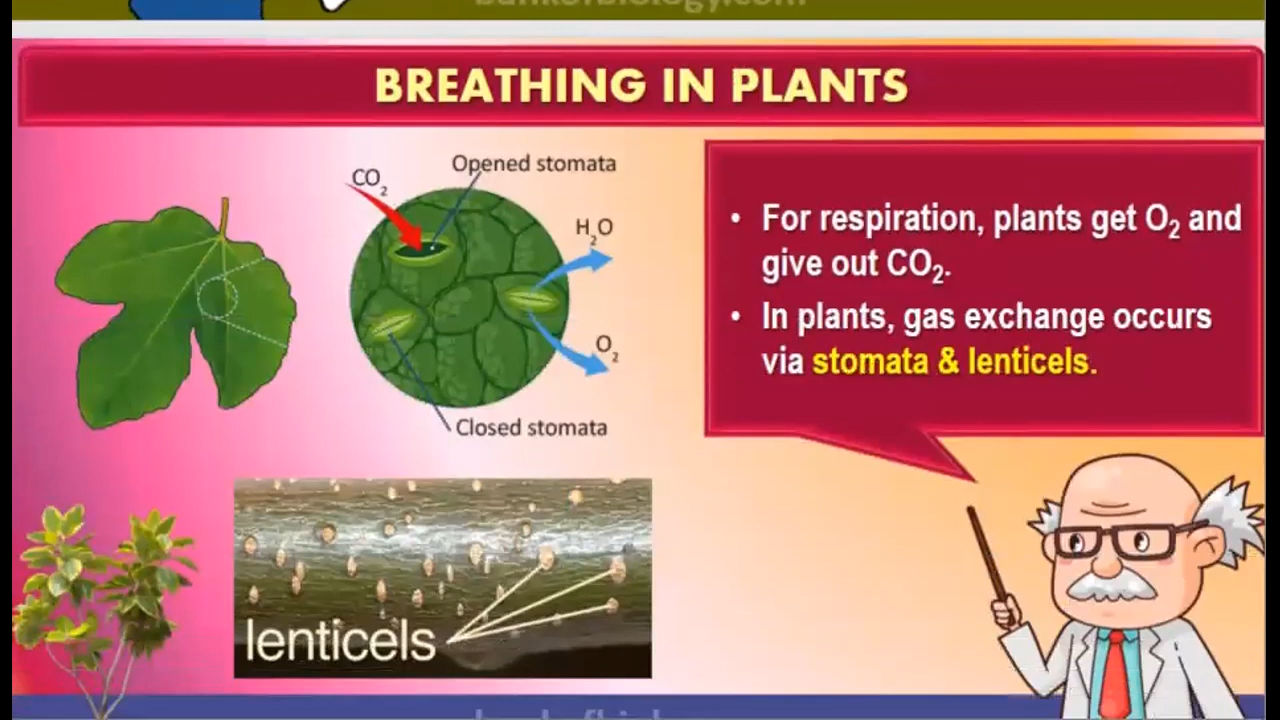 BREATHING IN PLANTS
CO2
Opened stomata
H2O
O2
Closed stomata
• For respiration, plants get O2 and
give out CO2.
• In plants, gas exchange occurs
via stomata & lenticels.
lenticels